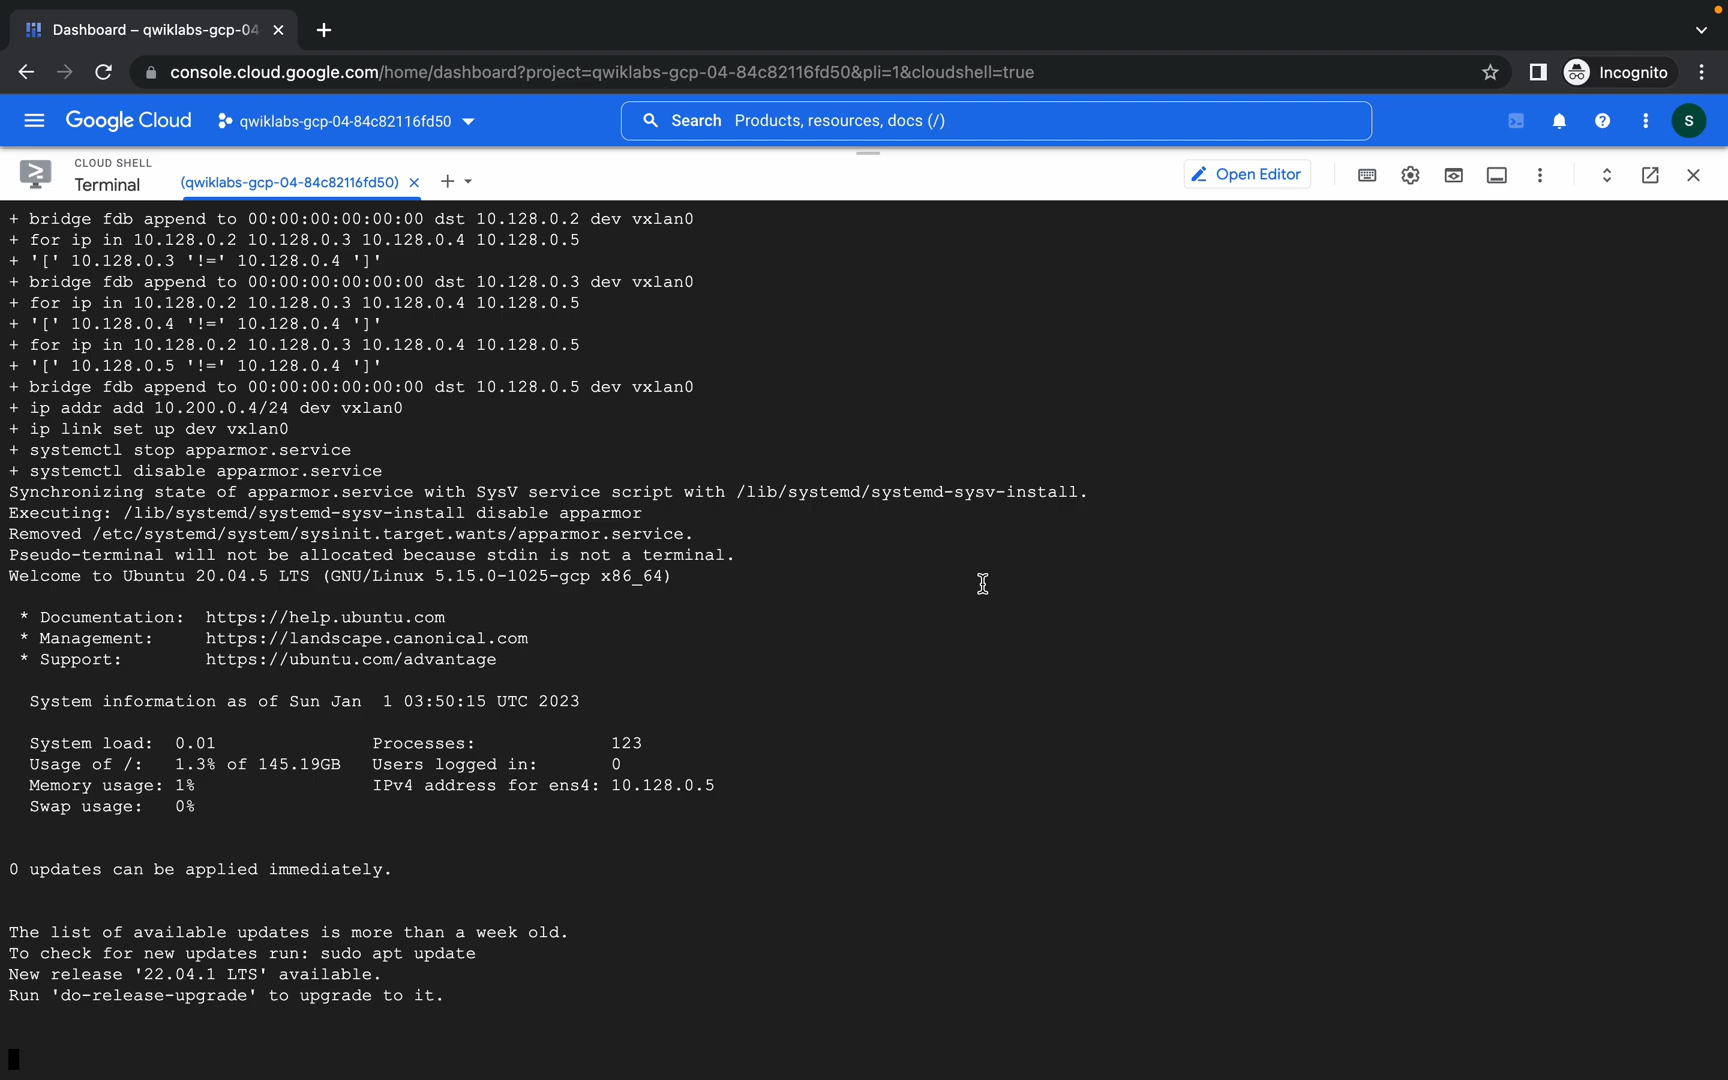 Dashboard – qwiklabs-gcp-04
console.cloud.google.com/home/dashboard?project=qwiklabs-gcp-04-84c82116fd50&pli=1&cloudshell=true
Incognito
Google Cloud
qwiklabs-gcp-04-84c82116fd50
Search Products, resources, docs (/)
S
CLOUD SHELL
Terminal
(qwiklabs-gcp-04-84c82116fd50)
Open Editor
+ bridge fdb append to 00:00:00:00:00:00 dst 10.128.0.2 dev vxlan0
+ for ip in 10.128.0.2 10.128.0.3 10.128.0.4 10.128.0.5
+ '[' 10.128.0.3 '!=' 10.128.0.4 ']'
+ bridge fdb append to 00:00:00:00:00:00 dst 10.128.0.3 dev vxlan0
+ for ip in 10.128.0.2 10.128.0.3 10.128.0.4 10.128.0.5
+ '[' 10.128.0.4 '!=' 10.128.0.4 ']'
+ for ip in 10.128.0.2 10.128.0.3 10.128.0.4 10.128.0.5
+ '[' 10.128.0.5 '!=' 10.128.0.4 ']'
+ bridge fdb append to 00:00:00:00:00:00 dst 10.128.0.5 dev vxlan0
+ ip addr add 10.200.0.4/24 dev vxlan0
+ ip link set up dev vxlan0
+ systemctl stop apparmor.service
+ systemctl disable apparmor.service
Synchronizing state of apparmor.service with SysV service script with /lib/systemd/systemd-sysv-install.
Executing: /lib/systemd/systemd-sysv-install disable apparmor
Removed /etc/systemd/system/sysinit.target.wants/apparmor.service.
Pseudo-terminal will not be allocated because stdin is not a terminal.
Welcome to Ubuntu 20.04.5 LTS (GNU/Linux 5.15.0-1025-gcp x86_64)
* Documentation: https://help.ubuntu.com
* Management: https://landscape.canonical.com
* Support: https://ubuntu.com/advantage
System information as of Sun Jan 1 03:50:15 UTC 2023
System load: 0.01 Processes: 123
Usage of /: 1.3% of 145.19GB Users logged in: 0
Memory usage: 1% IPv4 address for ens4: 10.128.0.5
Swap usage: 0%
0 updates can be applied immediately.
The list of available updates is more than a week old.
To check for new updates run: sudo apt update
New release '22.04.1 LTS' available.
Run 'do-release-upgrade' to upgrade to it.